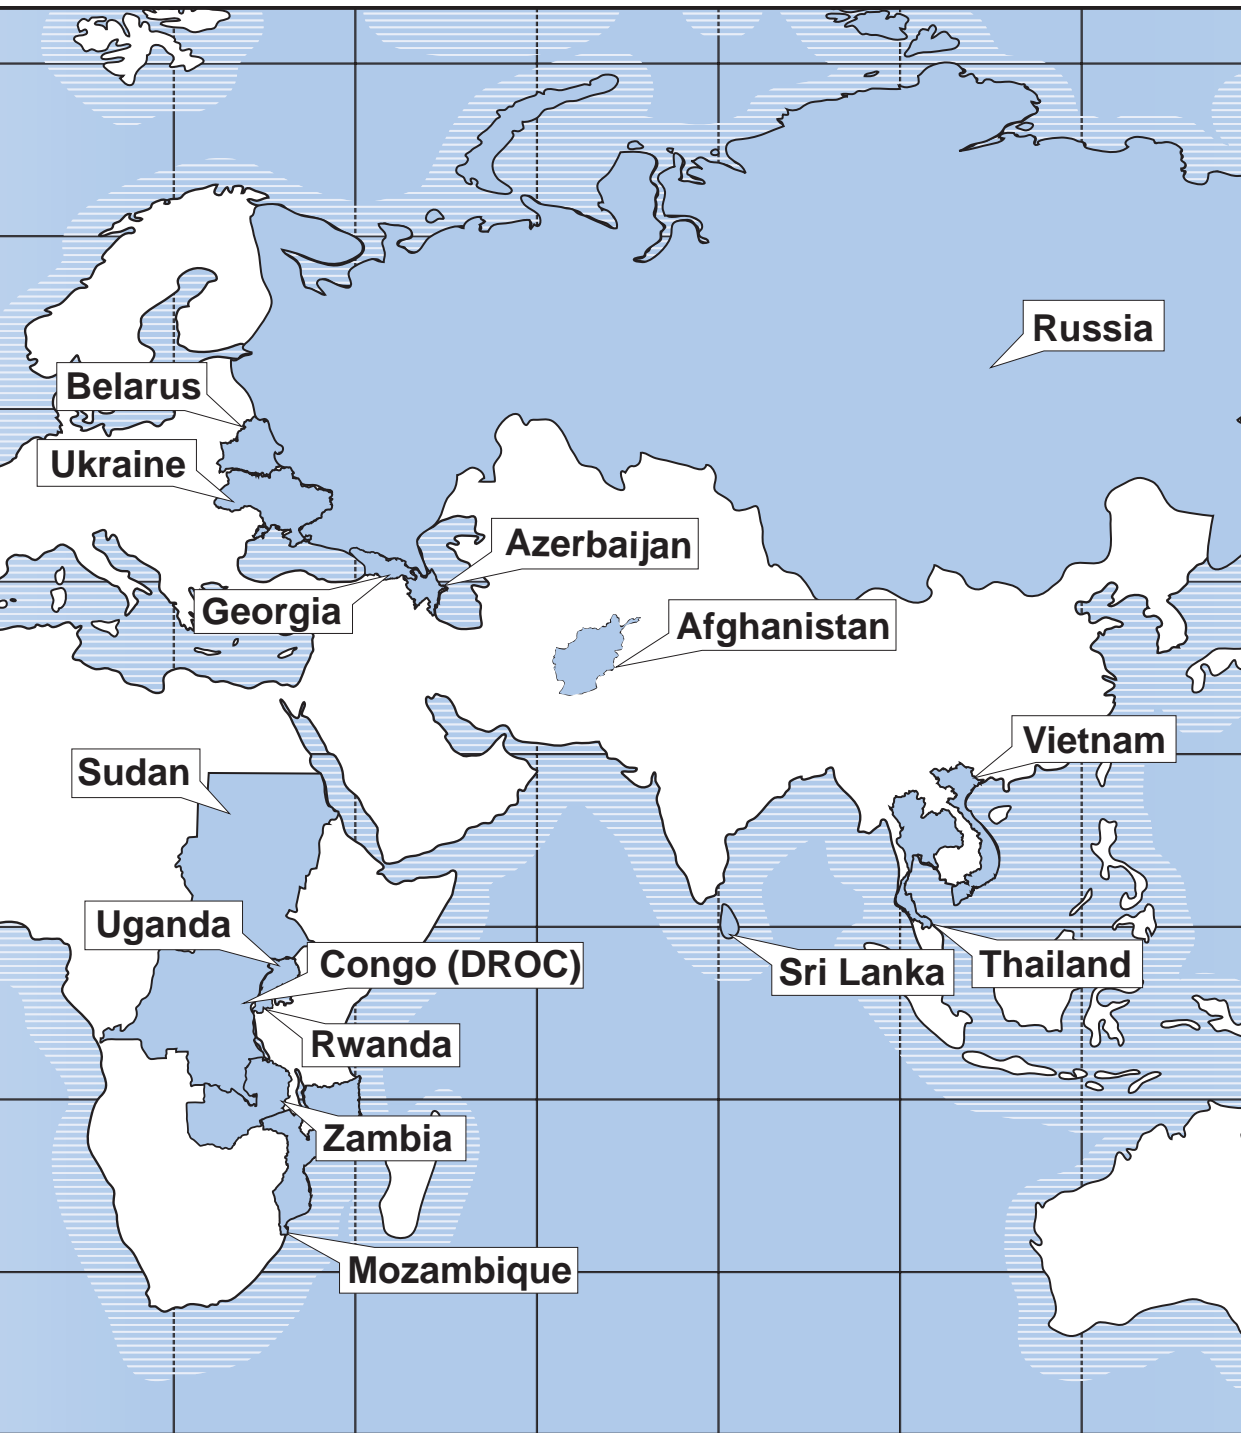 Russia
Belarus
Ukraine
Azerbaijan
Georgia
Afghanistan
Vietnam
Sudan
Uganda
Congo (DROC)
Sri Lanka
Thailand
Rwanda
Zambia
Mozambique